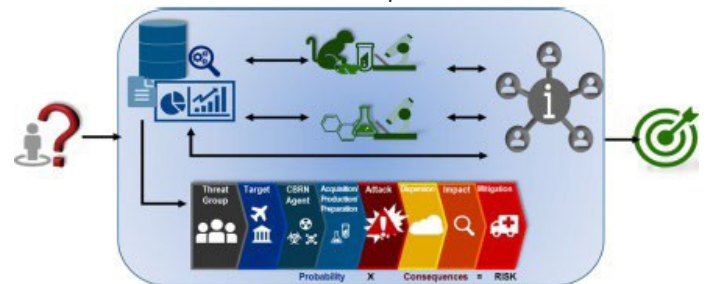 Threat
Group
Target
CBRN
Agent
Acquisition/
Production/
Preparation
Attack
Dispersion
Impact
Mitigation
Probability X Consequences = RISK